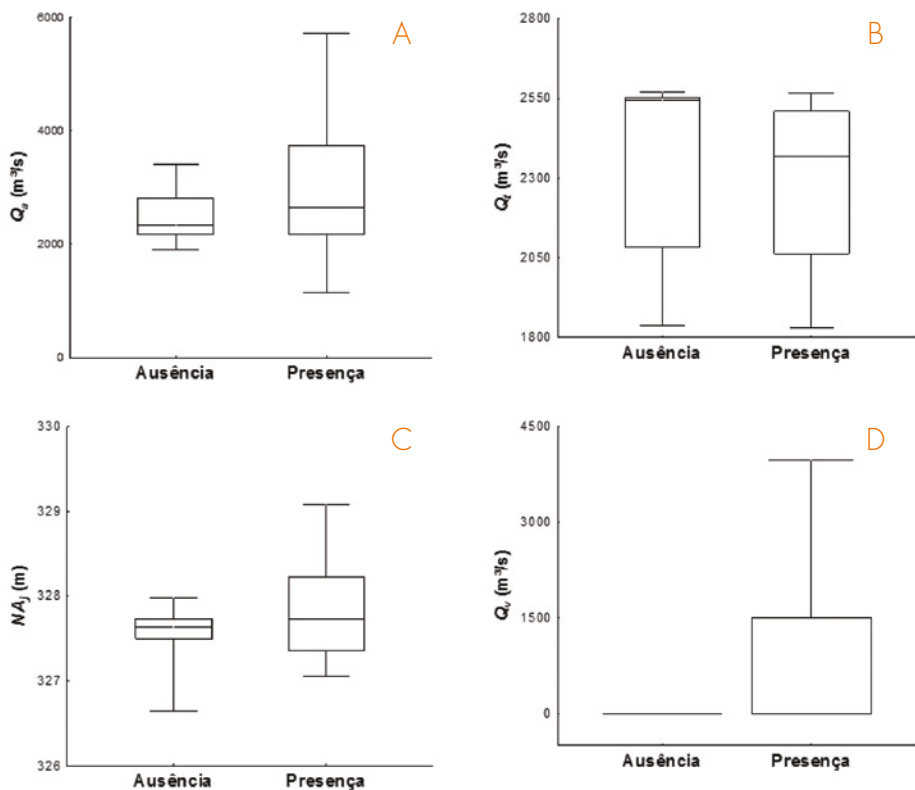 A
6000
4000
2000
0
Qa (m³/s)
Ausência
Presença
B
2800
2550
2300
2050
1800
Qt (m³/s)
Ausência
Presença
C
330
329
328
327
326
NAj (m)
Ausência
Presença
D
4500
3000
1500
0
Qv (m³/s)
Ausência
Presença